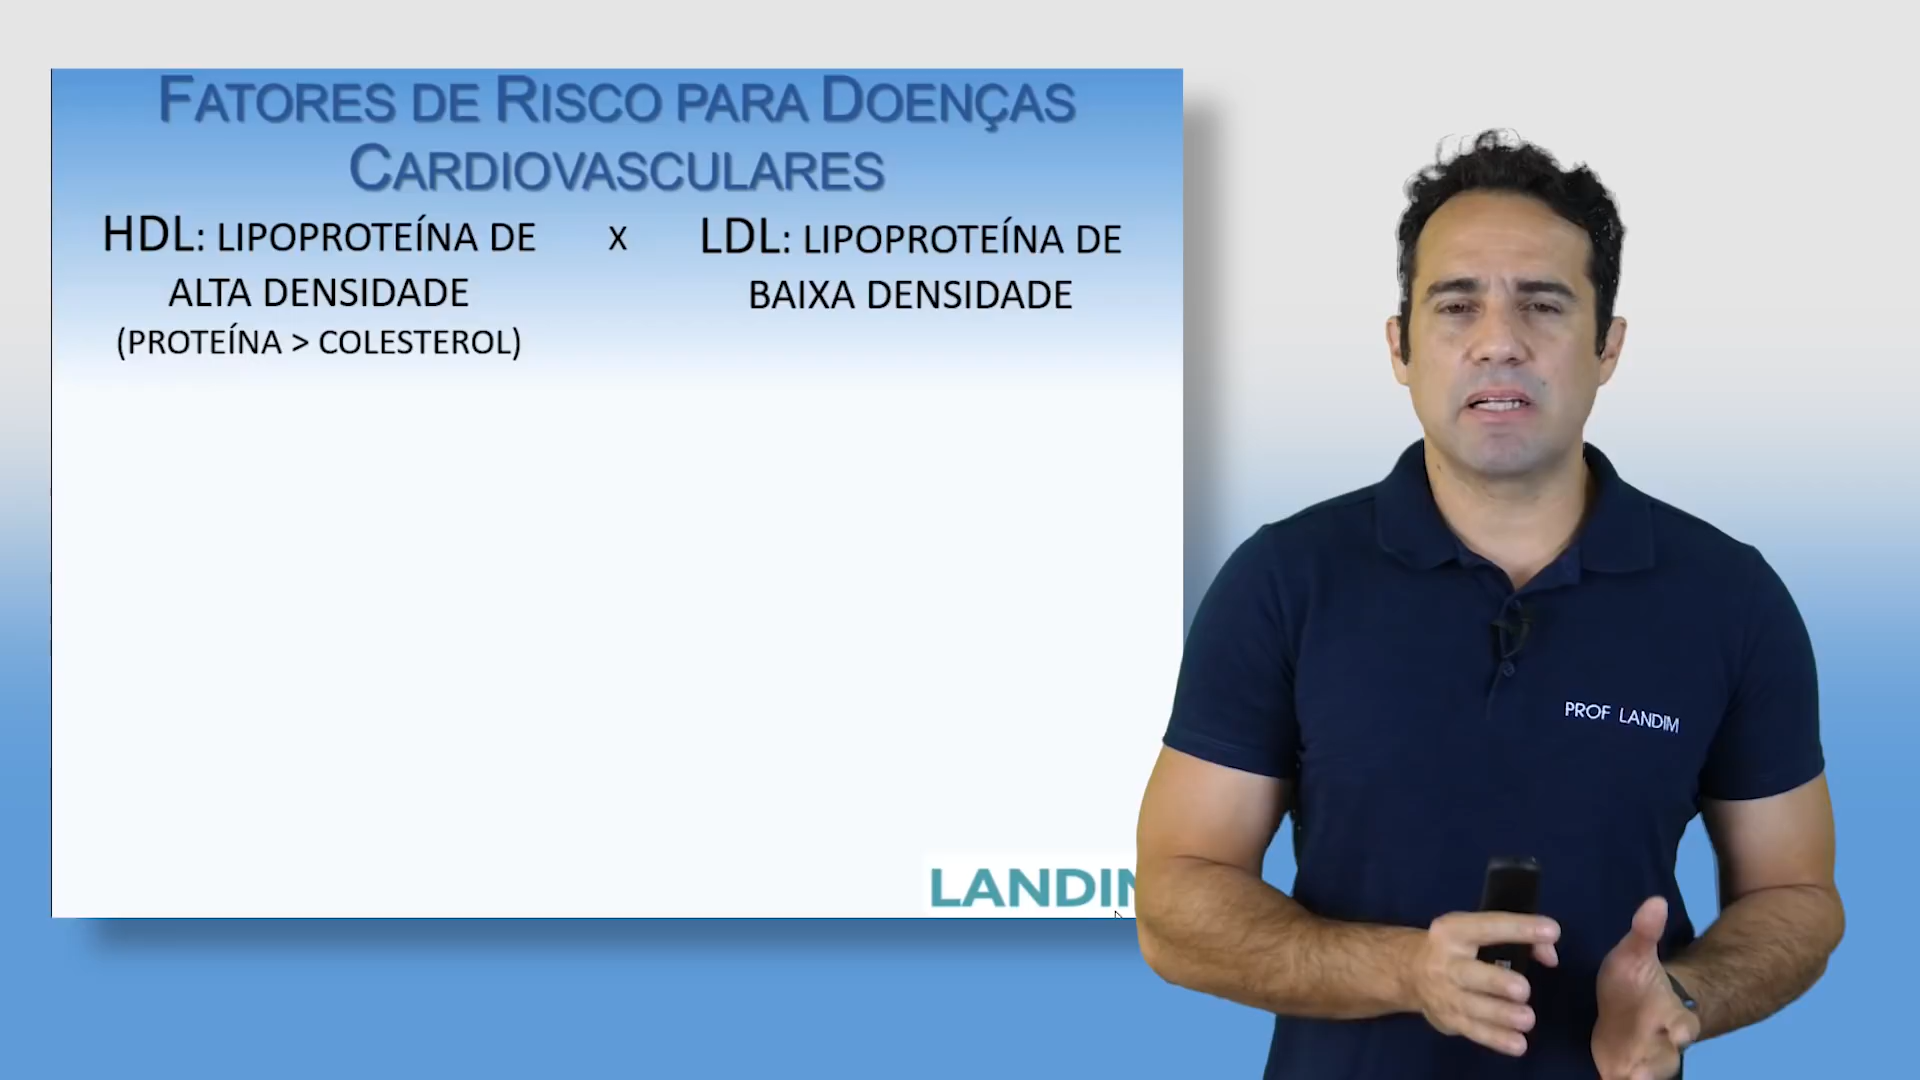 FATORES DE RISCO PARA DOENÇAS
CARDIOVASCULARES
HDL: LIPOPROTEÍNA DE
ALTA DENSIDADE
(PROTEÍNA > COLESTEROL)
x
LDL: LIPOPROTEÍNA DE
BAIXA DENSIDADE
PROF LANDIM